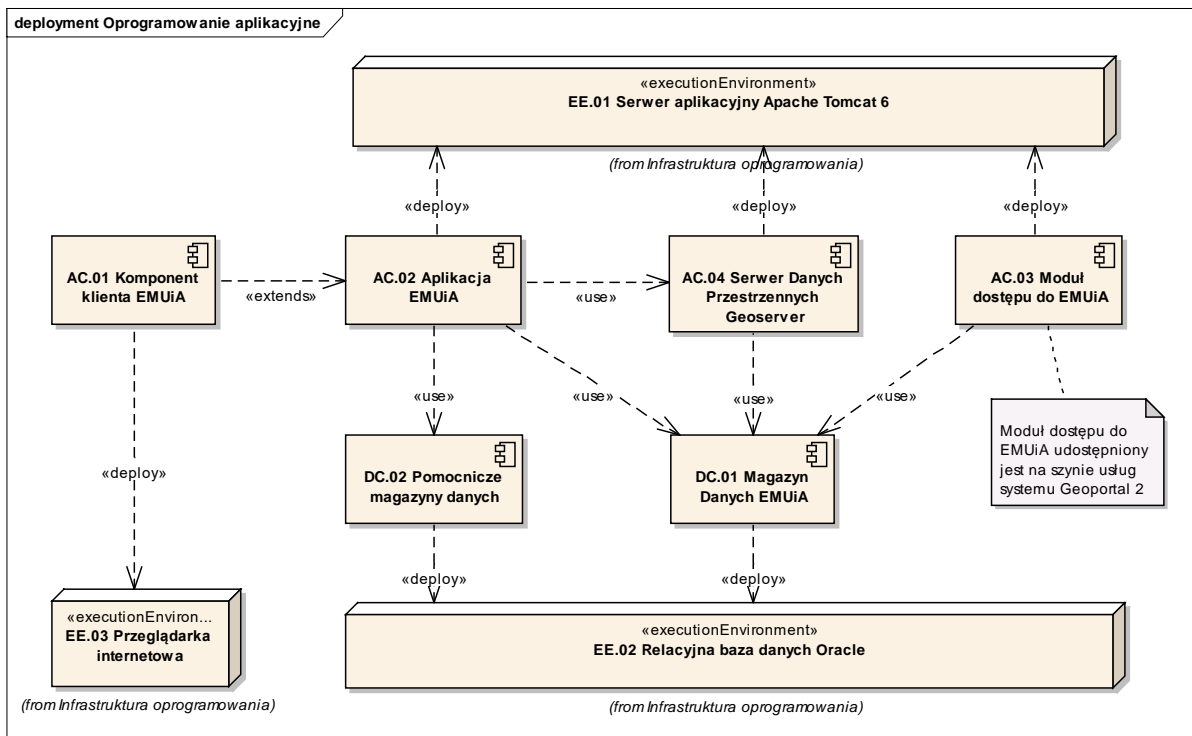 deployment Oprogramowanie aplikacyjne
«executionEnvironment»
EE.01 Serwer aplikacyjny Apache Tomcat 6
(from Infrastruktura oprogramowania)
«deploy»
«deploy»
«deploy»
AC.01 Komponent
klienta EMUiA
«extends»
AC.02 Aplikacja
EMUiA
«use»
AC.04 Serwer Danych
Przestrzennych
Geoserver
AC.03 Moduł
dostępu do EMUiA
«use»
«use»
«use»
«use»
Moduł dostępu do
EMUiA udostępniony
jest na szynie usług
systemu Geoportal 2
«deploy»
DC.02 Pomocnicze
magazyny danych
DC.01 Magazyn
Danych EMUiA
«deploy»
«deploy»
«executionEnviron...
EE.03 Przeglądarka
internetowa
(from Infrastruktura oprogramowania)
«executionEnvironment»
EE.02 Relacyjna baza danych Oracle
(from Infrastruktura oprogramowania)